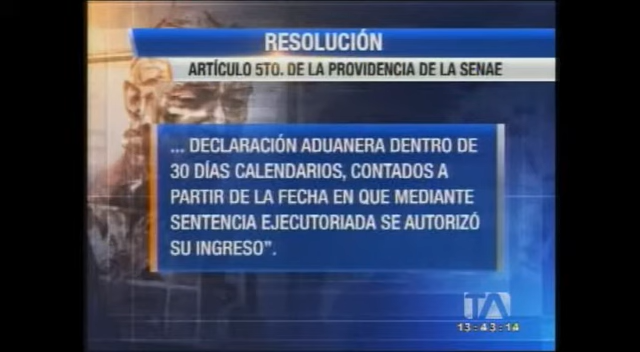 RESOLUCIÓN
ARTÍCULO 5TO. DE LA PROVIDENCIA DE LA SENAE
... DECLARACIÓN ADUANERA DENTRO DE
30 DÍAS CALENDARIOS, CONTADOS A
PARTIR DE LA FECHA EN QUE MEDIANTE
SENTENCIA EJECUTORIADA SE AUTORIZÓ
SU INGRESO”.
TA
13:43:14